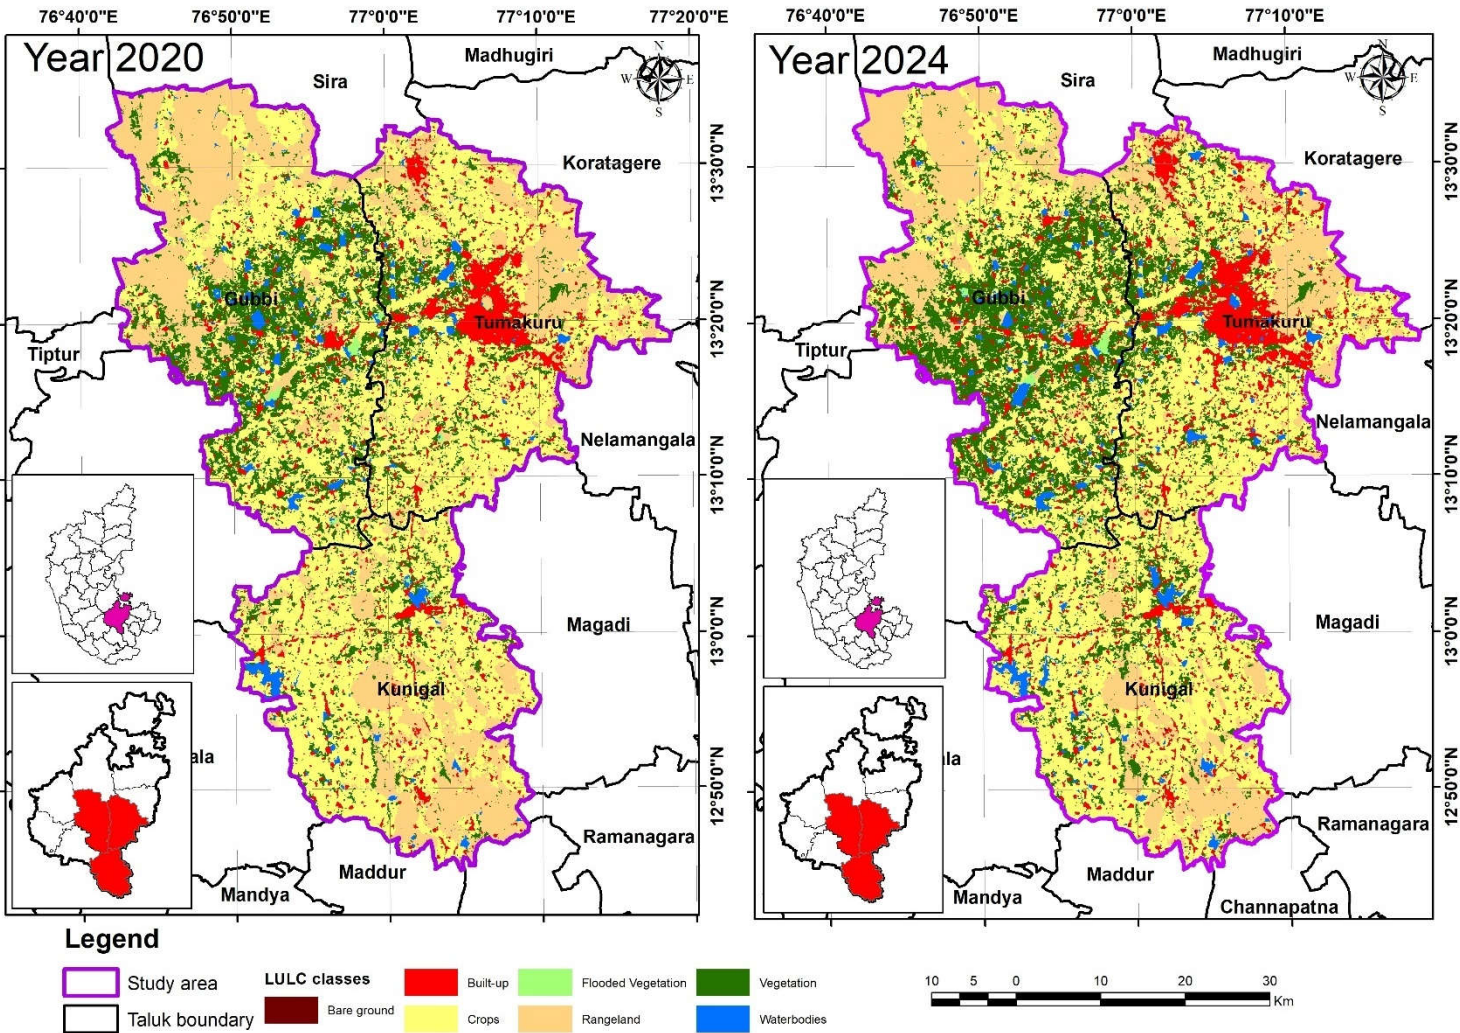 76°40'0"E 76°50'0"E 77°0'0"E 77°10'0"E 77°20'0"E
Year 2020
Madhugiri
Sira
N
W E
S
Koratagere
13°30'0"N
Gubbi
Tumakuru
13°20'0"N
Tiptur
Nelamangala
13°10'0"N
Magadi
13°0'0"N
Kunigal
ala
12°50'0"N
Ramanagara
Maddur
Mandya
76°40'0"E 76°50'0"E 77°0'0"E 77°10'0"E
Year 2024
Madhugiri
Sira
N
W E
S
Koratagere
13°30'0"N
Gubbi
Tumakuru
13°20'0"N
Tiptur
Nelamangala
13°10'0"N
Magadi
13°0'0"N
Kunigal
la
12°50'0"N
Ramanagara
Maddur
Mandya
Channapatna
Legend
Study area
Taluk boundary
LULC classes
Bare ground
Built-up
Crops
Flooded Vegetation
Rangeland
Vegetation
Waterbodies
10 5 0 10 20 30
Km